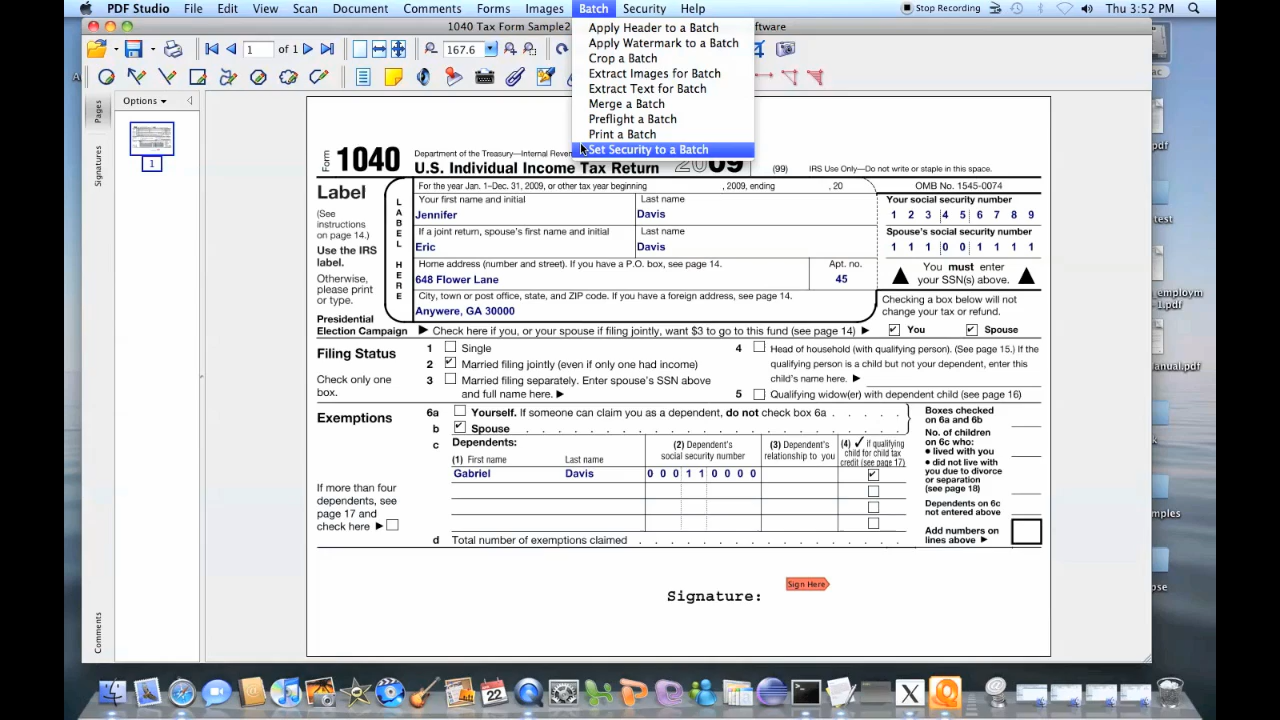 PDF Studio File Edit View Scan Document Comments Forms Images Batch Security Help Stop Recording Thu 3:52 PM
1040 Tax Form Sample2
Apply Header to a Batch
Apply Watermark to a Batch
Crop a Batch
Extract Images for Batch
Extract Text for Batch
Merge a Batch
Preflight a Batch
Print a Batch
Set Security to a Batch
1 of 1 167.6
Options
Pages
Signatures
Comments
1
Form 1040 Department of the Treasury—Internal
U.S. Individual Income Tax Return 2009 (99) IRS Use Only—Do not write or staple in this space.
Label
(See
instructions
on page 14.)
Use the IRS
label.
Otherwise,
please print
or type.
LABEL HERE
For the year Jan. 1–Dec. 31, 2009, or other tax year beginning , 2009, ending , 20
OMB No. 1545-0074
Your first name and initial Last name Your social security number
Jennifer Davis 1 2 3 4 5 6 7 8 9
If a joint return, spouse's first name and initial Last name Spouse's social security number
Eric Davis 1 1 1 0 0 1 1 1 1
Home address (number and street). If you have a P.O. box, see page 14. Apt. no.
648 Flower Lane 45
You must enter
your SSN(s) above.
City, town or post office, state, and ZIP code. If you have a foreign address, see page 14.
Anywere, GA 30000
Checking a box below will not
change your tax or refund.
Presidential
Election Campaign Check here if you, or your spouse if filing jointly, want $3 to go to this fund (see page 14) You Spouse
Filing Status
Check only one
box.
1 Single
2 Married filing jointly (even if only one had income)
3 Married filing separately. Enter spouse's SSN above
and full name here.
4 Head of household (with qualifying person). (See page 15.) If the
qualifying person is a child but not your dependent, enter this
child's name here.
5 Qualifying widow(er) with dependent child (see page 16)
Exemptions
6a Yourself. If someone can claim you as a dependent, do not check box 6a
b Spouse
c Dependents:
(1) First name Last name
(2) Dependent's
social security number
(3) Dependent's
relationship to you
(4) ✓ if qualifying
child for child tax
credit (see page 17)
Gabriel Davis 0 0 0 1 1 0 0 0 0
If more than four
dependents, see
page 17 and
check here
d Total number of exemptions claimed
Boxes checked
on 6a and 6b
No. of children
on 6c who:
• lived with you
• did not live with
you due to divorce
or separation
(see page 18)
Dependents on 6c
not entered above
Add numbers on
lines above
Sign Here
Signature: